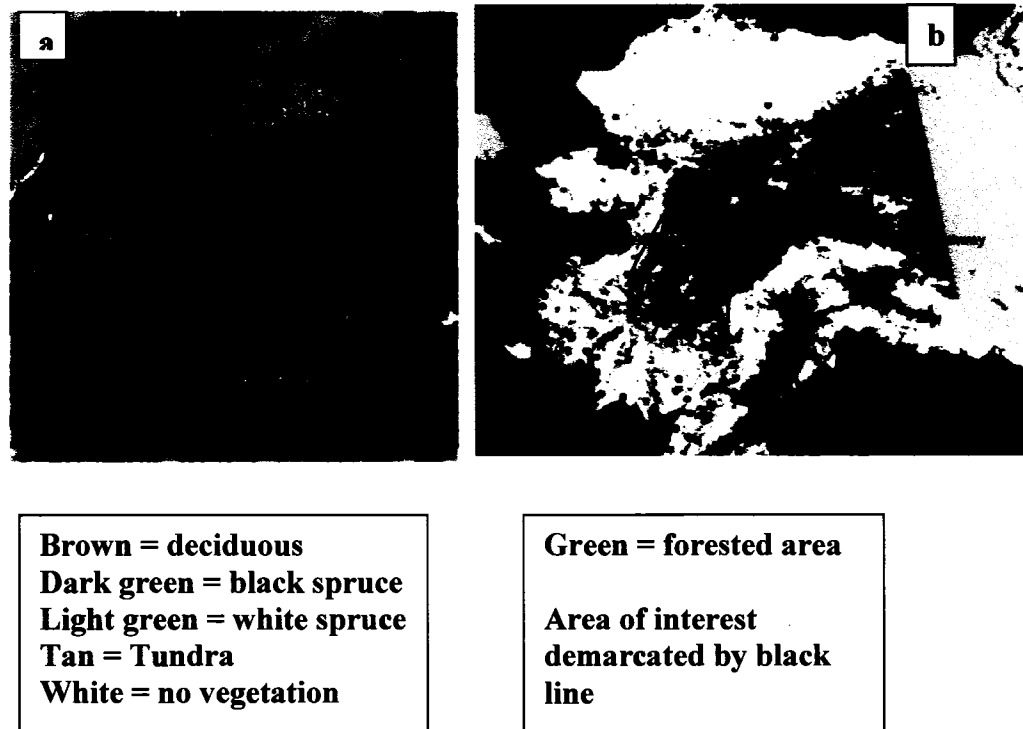 a
b
Brown = deciduous
Dark green = black spruce
Light green = white spruce
Tan = Tundra
White = no vegetation
Green = forested area
Area of interest
demarcated by black
line